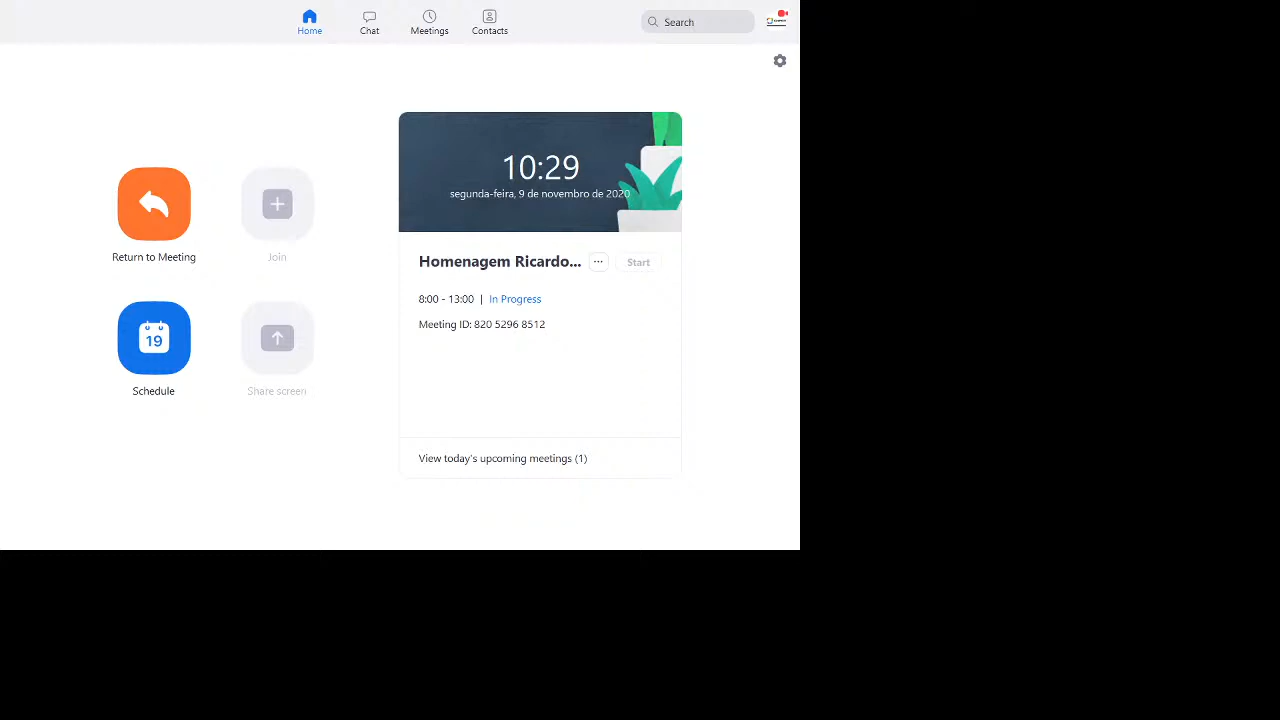 Home
Chat
Meetings
Contacts
Search
10:29
segunda-feira, 9 de novembro de 2020
Return to Meeting
Join
Homenagem Ricardo...
Start
8:00 - 13:00 | In Progress
Meeting ID: 820 5296 8512
19
Schedule
Share screen
View today's upcoming meetings (1)